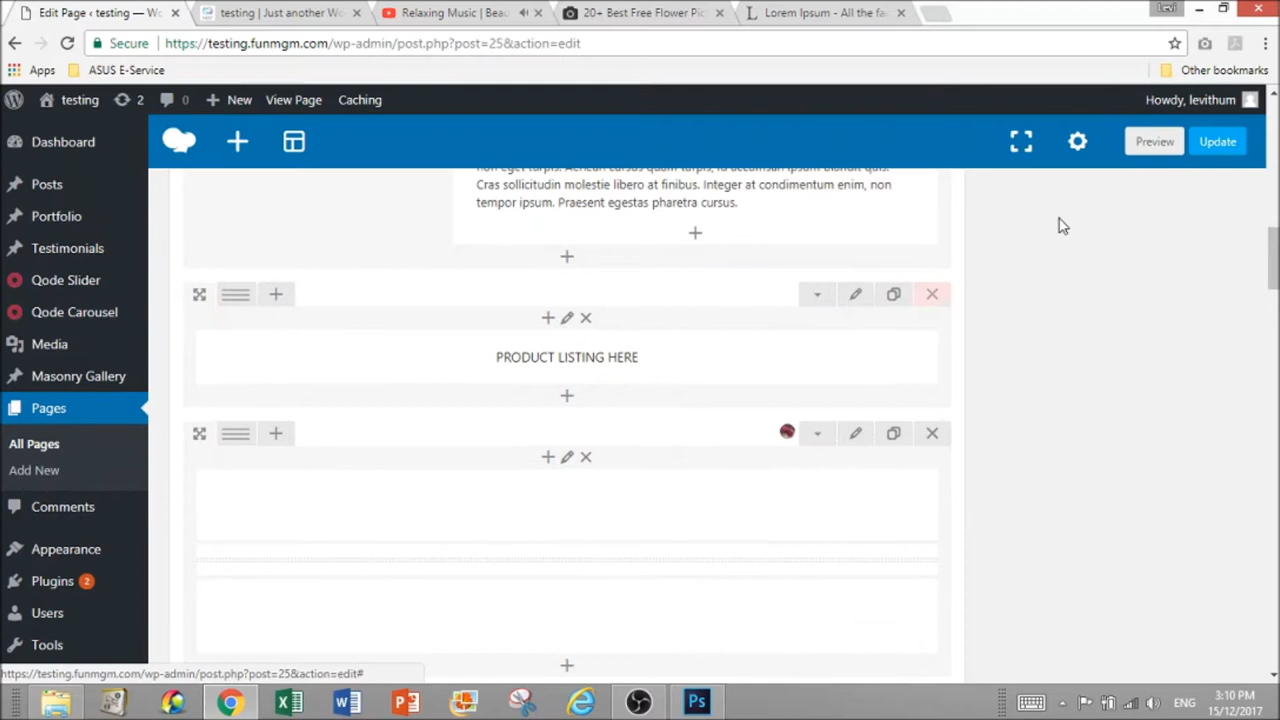 Edit Page ‹ testing — Wo
testing | Just another Wo
Relaxing Music | Beau
20+ Best Free Flower Pic
Lorem Ipsum - All the fa
Levi
Secure
https://testing.funmgm.com/wp-admin/post.php?post=25&action=edit
Apps
ASUS E-Service
Other bookmarks
testing
2
0
New
View Page
Caching
Howdy, levithum
Dashboard
Posts
Portfolio
Testimonials
Qode Slider
Qode Carousel
Media
Masonry Gallery
Pages
All Pages
Add New
Comments
Appearance
Plugins 2
Users
Tools
Preview
Update
Cras sollicitudin molestie libero at finibus. Integer at condimentum enim, non
tempor ipsum. Praesent egestas pharetra cursus.
PRODUCT LISTING HERE
https://testing.funmgm.com/wp-admin/post.php?post=25&action=edit#
Ps
ENG
3:10 PM
15/12/2017